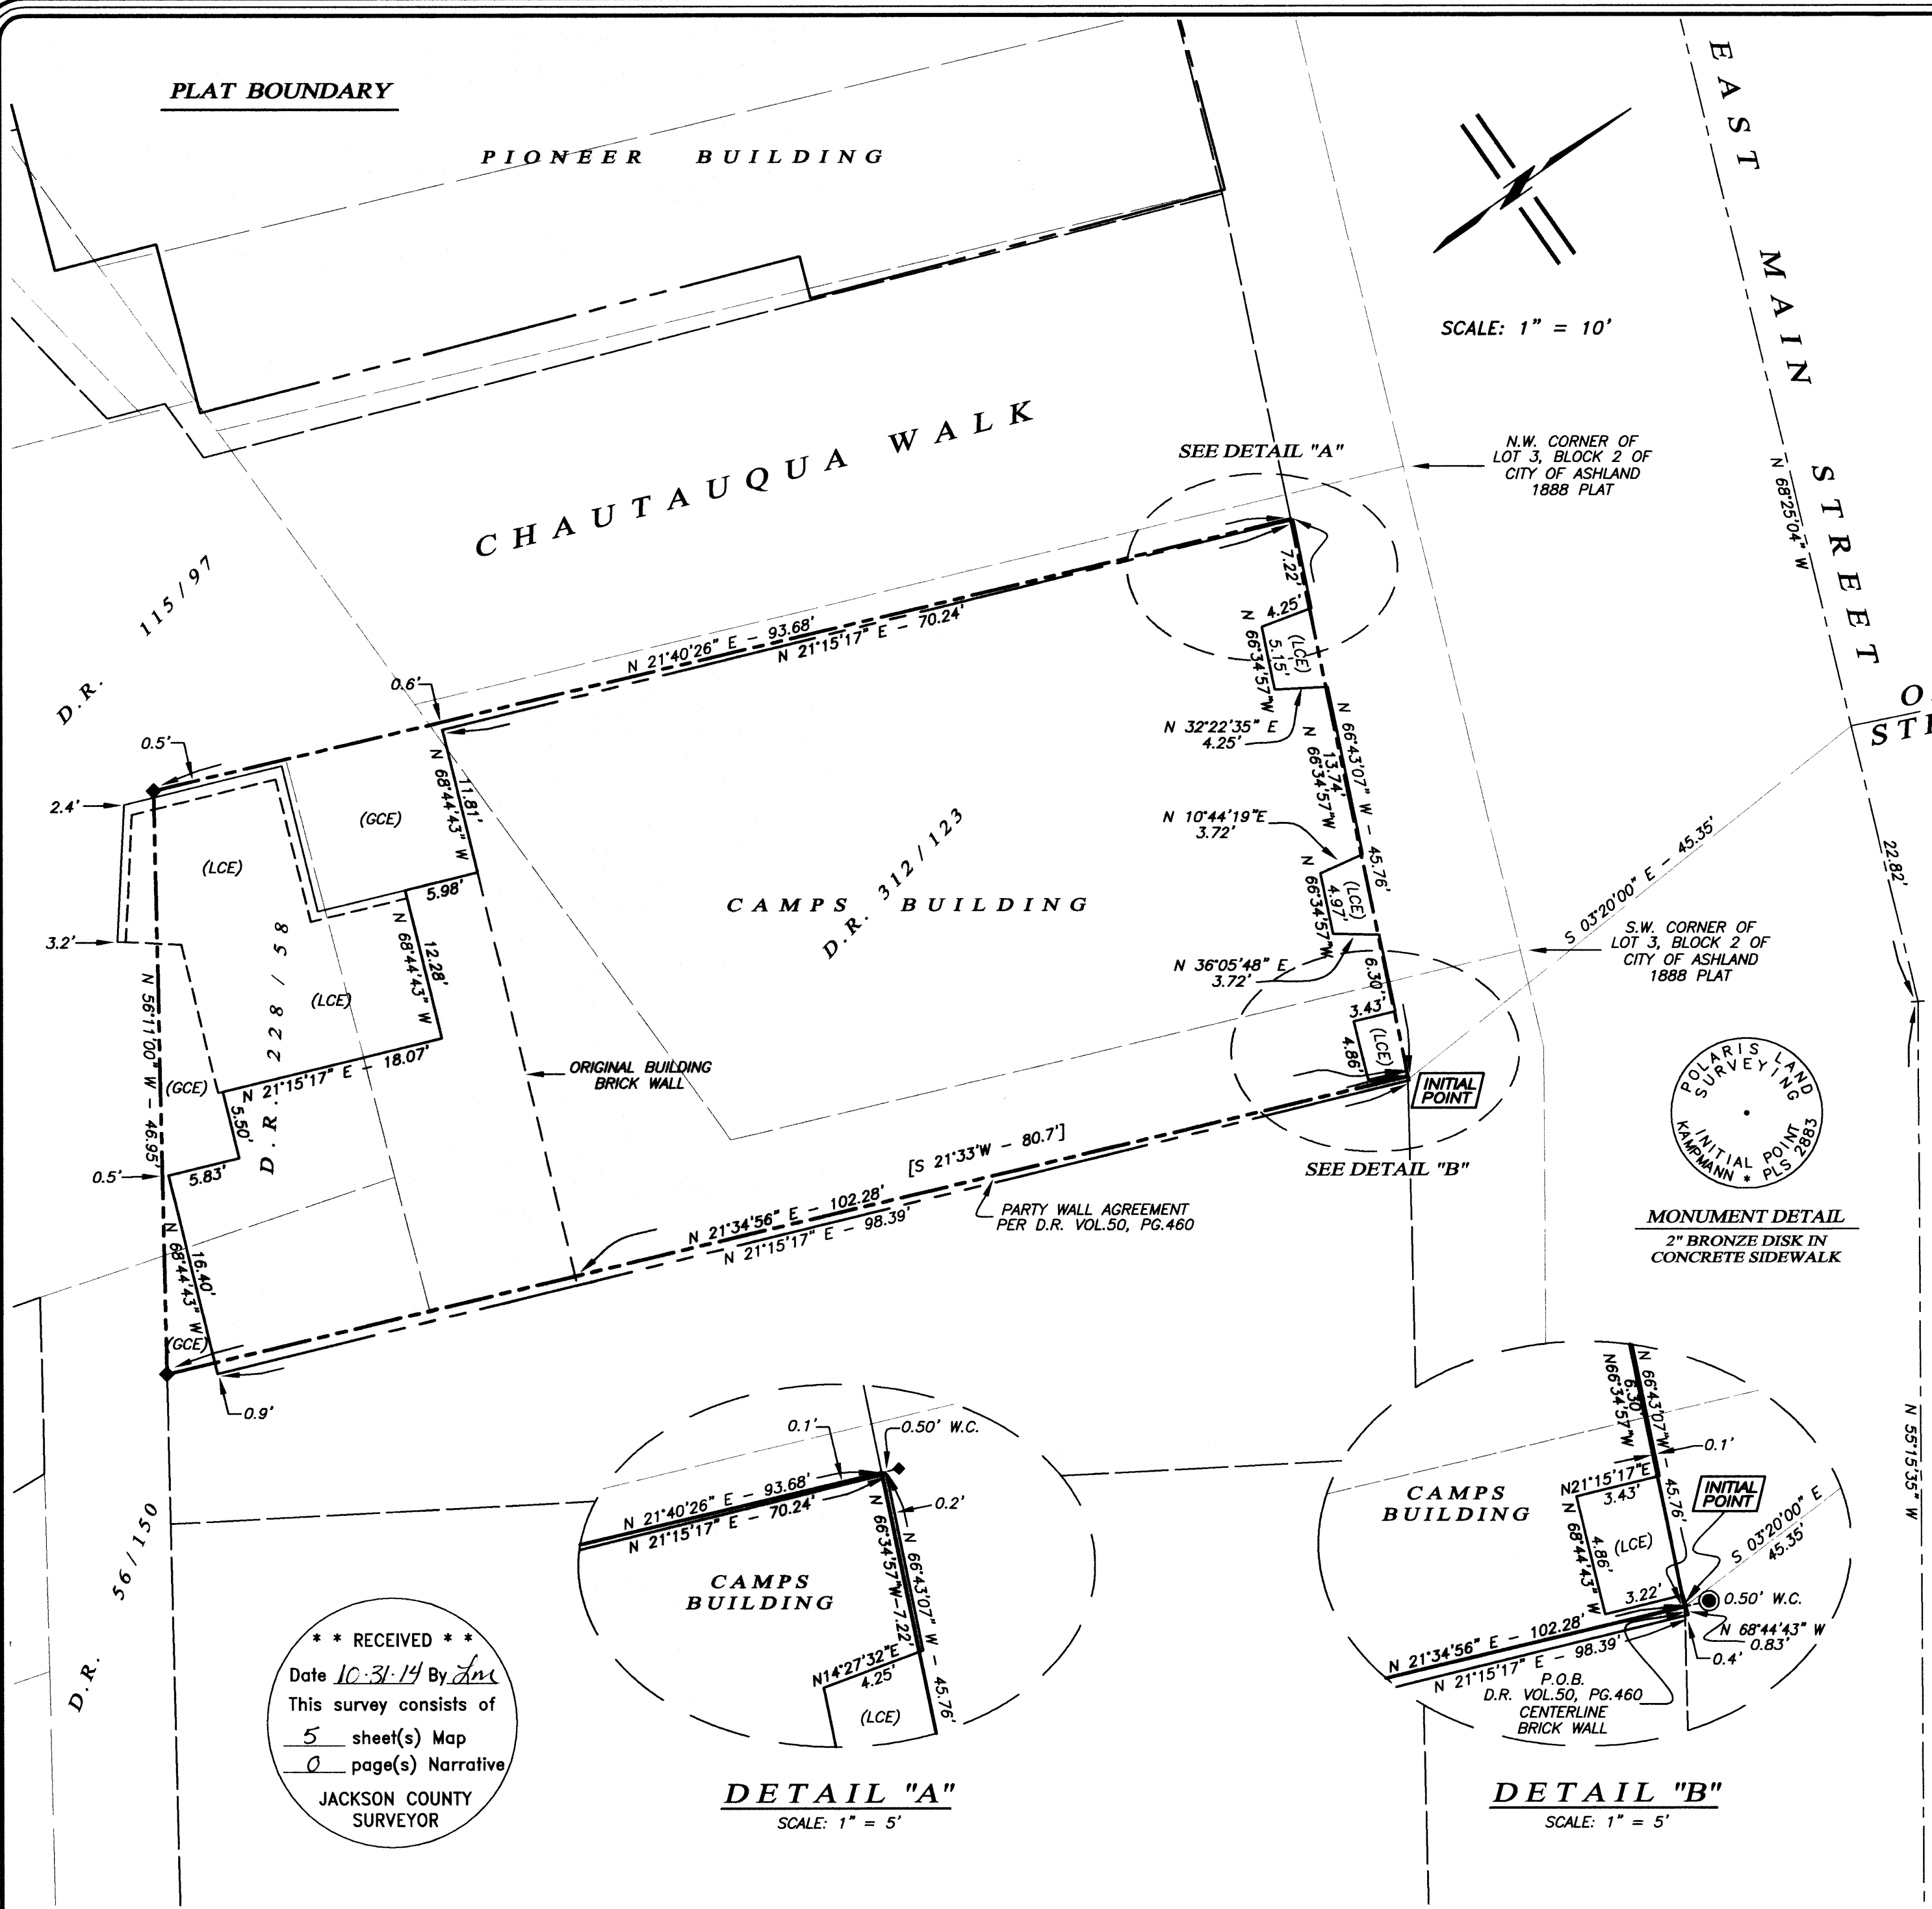 PLAT BOUNDARY
PIONEER BUILDING
EAST MAIN STREET
SCALE: 1" = 10'
N 68°25'04" W
CHAUTAUQUA WALK
SEE DETAIL "A"
N.W. CORNER OF
LOT 3, BLOCK 2 OF
CITY OF ASHLAND
1888 PLAT
D.R. 115/97
N 21°40'26" E - 93.68'
N 21°15'17" E - 70.24'
7.22'
4.25'
(LCE)
5.15'
N 66°34'57"W
N 32°22'35" E
4.25'
N 66°43'07" W - 45.76'
13.74'
N 66°34'57"W
0.6'
0.5'
2.4'
3.2'
(GCE)
11.81'
N 68°44'43" W
(LCE)
5.98'
12.28'
N 68°44'43" W
(LCE)
D.R. 228/58
N 56°11'00" W - 46.95'
CAMPS BUILDING
D.R. 312/123
N 10°44'19"E
3.72'
(LCE)
4.97'
N 66°34'57"W
N 36°05'48" E
3.72'
6.30'
3.43'
(LCE)
4.86'
S 03°20'00" E - 45.35'
22.82'
S.W. CORNER OF
LOT 3, BLOCK 2 OF
CITY OF ASHLAND
1888 PLAT
ORIGINAL BUILDING
BRICK WALL
N 21°15'17" E - 18.07'
(GCE)
5.50'
5.83'
0.5'
16.40'
N 68°44'43" W
(GCE)
0.9'
INITIAL
POINT
SEE DETAIL "B"
[S 21°33'W - 80.7']
N 21°34'56" E - 102.28'
N 21°15'17" E - 98.39'
PARTY WALL AGREEMENT
PER D.R. VOL.50, PG.460
POLARIS LAND
SURVEYING
INITIAL POINT
KAMPMANN * PLS 2883
MONUMENT DETAIL
2" BRONZE DISK IN
CONCRETE SIDEWALK
N 55°15'35" W
D.R. 56/150
0.1'
0.50' W.C.
N 21°40'26" E - 93.68'
N 21°15'17" E - 70.24'
0.2'
N 66°34'57"W-7.22'
N 66°43'07" W - 45.76'
CAMPS
BUILDING
N14°27'32"E
4.25'
(LCE)
DETAIL "A"
SCALE: 1" = 5'
N 66°43'07"W - 45.76'
6.30'
N66°34'57"W
0.1'
N21°15'17"E
3.43'
CAMPS
BUILDING
INITIAL
POINT
4.86'
N 68°44'43" W
(LCE)
S 03°20'00" E
45.35'
3.22'
0.50' W.C.
N 68°44'43" W
0.83'
0.4'
N 21°34'56" E - 102.28'
N 21°15'17" E - 98.39'
P.O.B.
D.R. VOL.50, PG.460
CENTERLINE
BRICK WALL
DETAIL "B"
SCALE: 1" = 5'
* * RECEIVED * *
Date 10-31-14 By
This survey consists of
5 sheet(s) Map
0 page(s) Narrative
JACKSON COUNTY
SURVEYOR